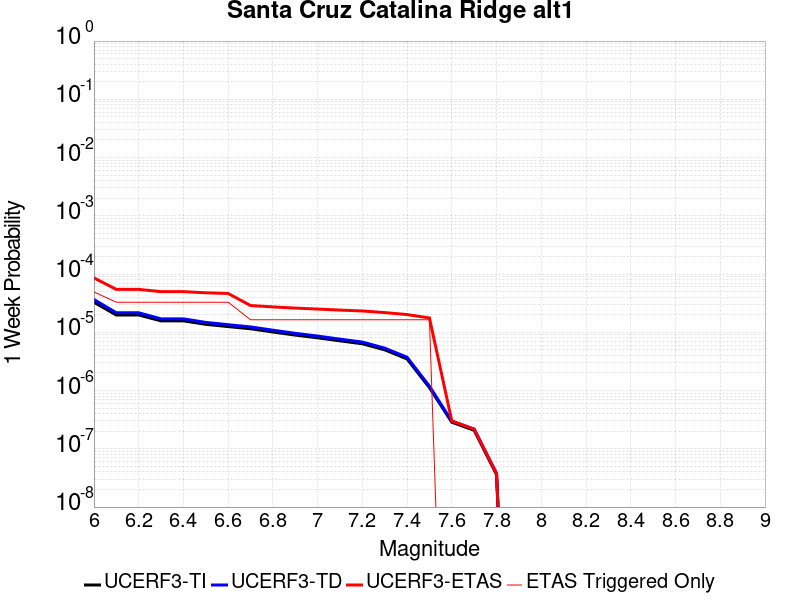 Santa Cruz Catalina Ridge alt1
10^0
10^-1
10^-2
10^-3
10^-4
10^-5
10^-6
10^-7
10^-8
1 Week Probability
6 6.2 6.4 6.6 6.8 7 7.2 7.4 7.6 7.8 8 8.2 8.4 8.6 8.8 9
Magnitude
UCERF3-TI UCERF3-TD UCERF3-ETAS ETAS Triggered Only